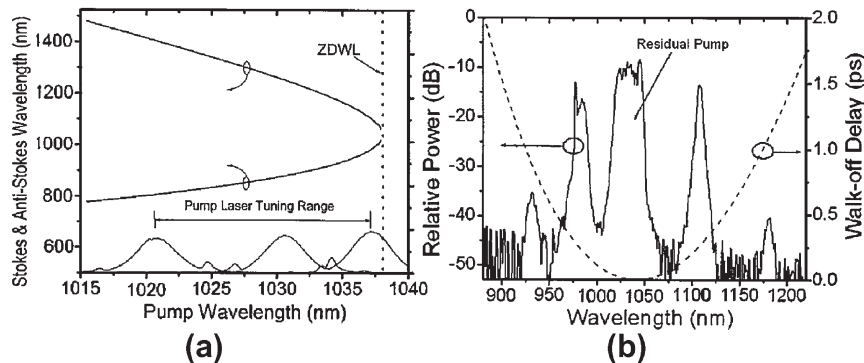 1400
1200
1000
800
600
Stokes & Anti-Stokes Wavelength (nm)
ZDWL
Pump Laser Tuning Range
1015 1020 1025 1030 1035 1040
Pump Wavelength (nm)
(a)
0
-10
-20
-30
-40
-50
Relative Power (dB)
Residual Pump
2.0
1.5
1.0
0.5
0.0
Walk-off Delay (ps)
900 950 1000 1050 1100 1150 1200
Wavelength (nm)
(b)